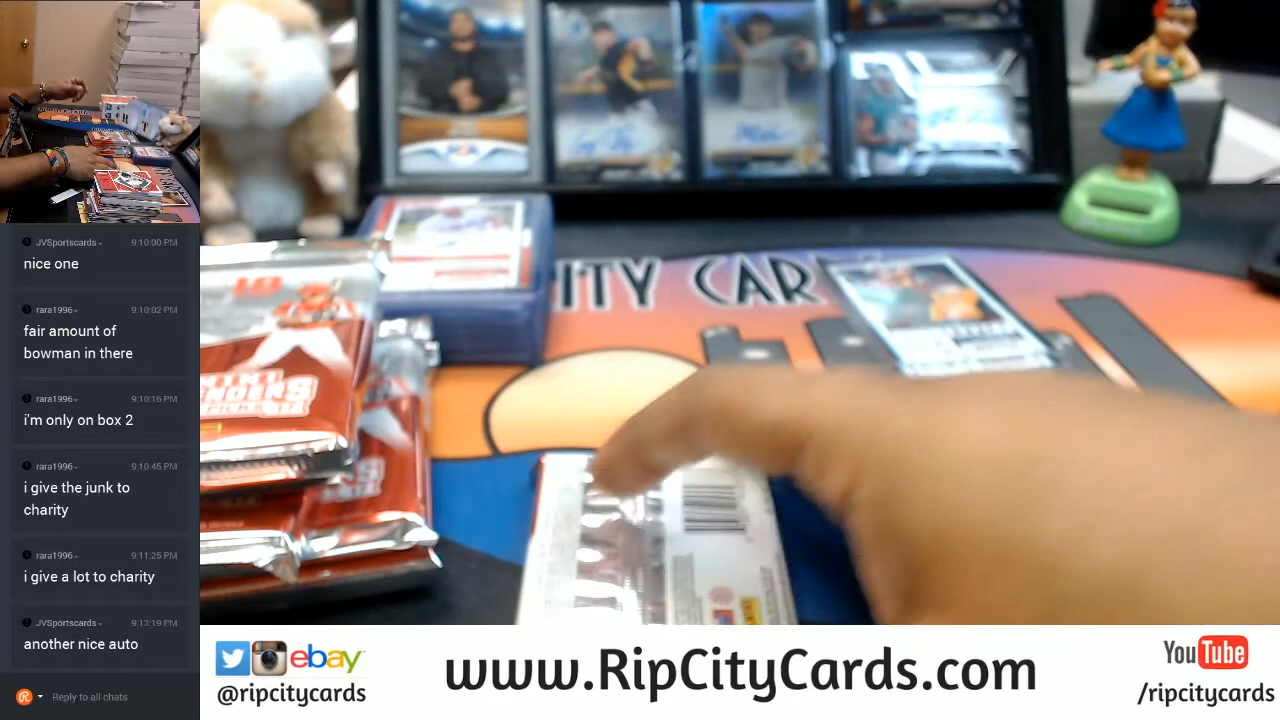 JVSportscards
9:10:00 PM
nice one
rara1996
9:10:02 PM
fair amount of
bowman in there
rara1996
9:10:16 PM
i'm only on box 2
rara1996
9:10:45 PM
i give the junk to
charity
rara1996
9:11:25 PM
i give a lot to charity
JVSportscards
9:13:19 PM
another nice auto
Reply to all chats
ITY CAR
18
ebay
@ripcitycards
www.RipCityCards.com
YouTube
/ripcitycards